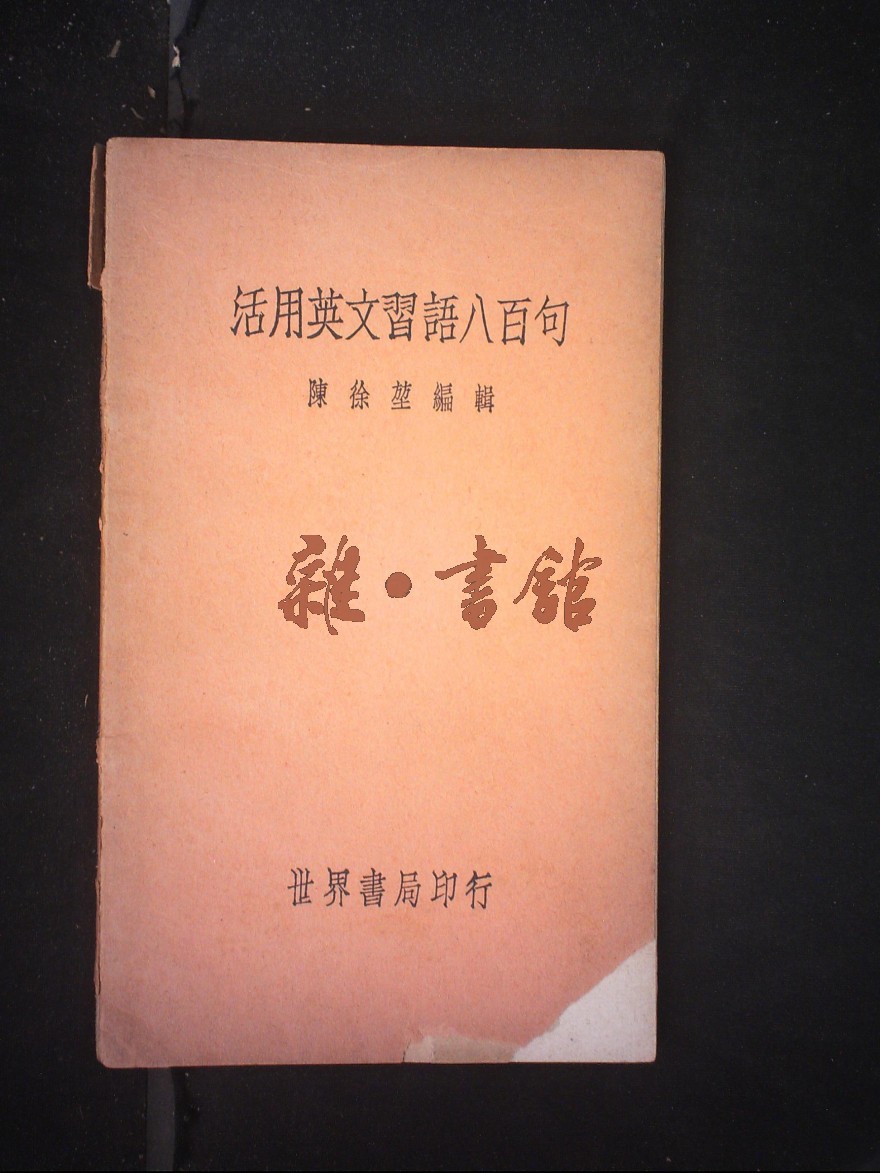 活用英文習語八百句
陳徐堃編輯
雜·書館
世界書局印行